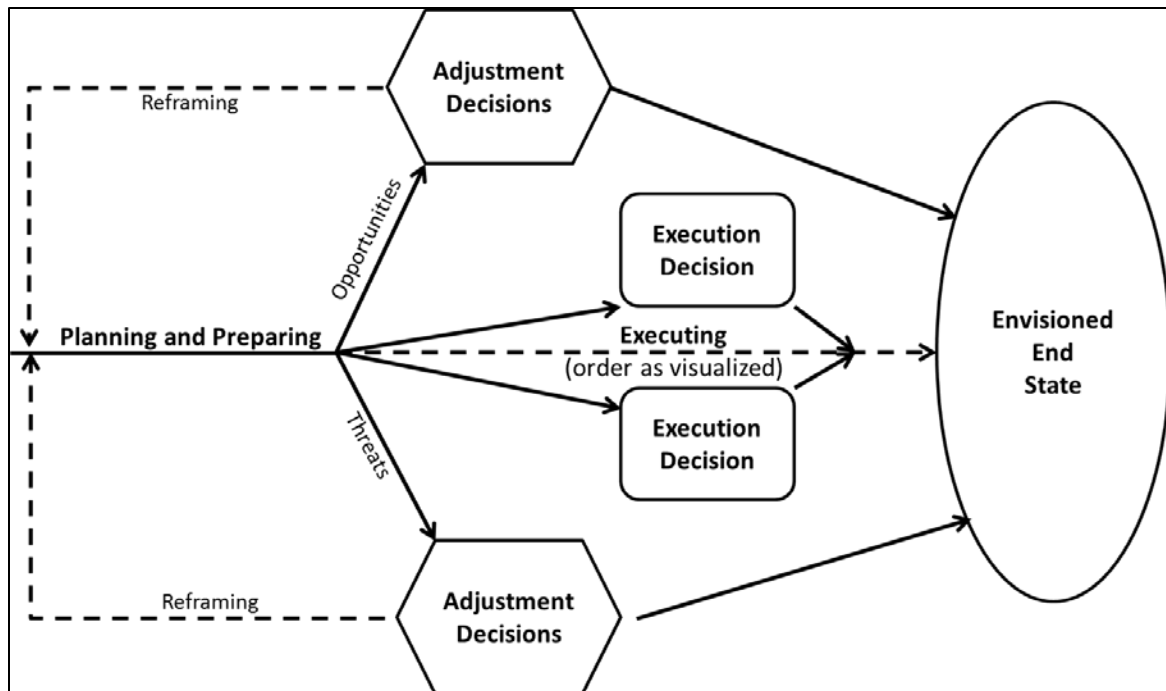 Adjustment
Decisions
Reframing
Opportunities
Execution
Decision
Planning and Preparing
Executing
(order as visualized)
Envisioned
End
State
Threats
Execution
Decision
Reframing
Adjustment
Decisions